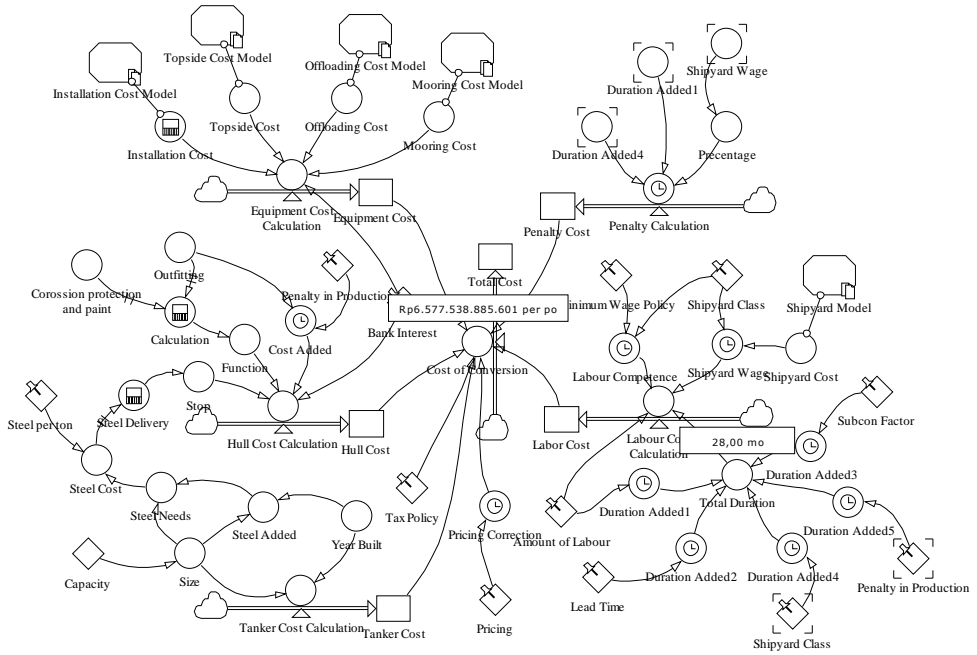 Topside Cost Model
Offloading Cost Model
Installation Cost Model
Mooring Cost Model
Topside Cost
Offloading Cost
Mooring Cost
Installation Cost
Equipment Cost
Calculation
Equipment Cost
Shipyard Wage
Duration Added1
Duration Added4
Precentage
Penalty Cost
Penalty Calculation
Total Cost
Rp6.577.538.885.601 per po
Outfitting
Corossion protection
and paint
Penalty in Production
Bank Interest
Calculation
Cost Added
Function
Cost of Conversion
inimum Wage Policy
Shipyard Class
Shipyard Model
Labour Competence
Shipyard Wage
Shipyard Cost
Steel per ton
Steel Delivery
Stop
Hull Cost Calculation
Hull Cost
Labor Cost
Labour Co
Calculation
28,00 mo
Subcon Factor
Steel Cost
Steel Needs
Steel Added
Year Built
Tax Policy
Pricing Correction
Amount of Labour
Duration Added1
Total Duration
Duration Added3
Duration Added5
Capacity
Size
Tanker Cost Calculation
Tanker Cost
Pricing
Lead Time
Duration Added2
Duration Added4
Penalty in Production
Shipyard Class